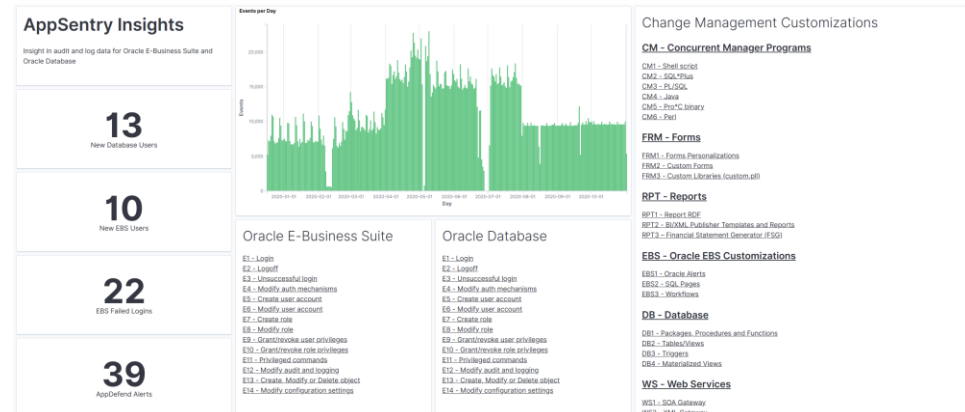 AppSentry Insights
Insight in audit and log data for Oracle E-Business Suite and
Oracle Database
13
New Database Users
10
New EBS Users
22
EBS Failed Logins
39
AppDefend Alerts
Events per Day
Events
20,000
15,000
10,000
5,000
0
2020-01-01 2020-02-01 2020-03-01 2020-04-01 2020-05-01 2020-06-01 2020-07-01 2020-08-01 2020-09-01 2020-10-01
Day
Oracle E-Business Suite
E1 - Login
E2 - Logoff
E3 - Unsuccessful login
E4 - Modify auth mechanisms
E5 - Create user account
E6 - Modify user account
E7 - Create role
E8 - Modify role
E9 - Grant/revoke user privileges
E10 - Grant/revoke role privileges
E11 - Privileged commands
E12 - Modify audit and logging
E13 - Create, Modify or Delete object
E14 - Modify configuration settings
Oracle Database
E1 - Login
E2 - Logoff
E3 - Unsuccessful login
E4 - Modify auth mechanisms
E5 - Create user account
E6 - Modify user account
E7 - Create role
E8 - Modify role
E9 - Grant/revoke user privileges
E10 - Grant/revoke role privileges
E11 - Privileged commands
E12 - Modify audit and logging
E13 - Create, Modify or Delete object
E14 - Modify configuration settings
Change Management Customizations
CM - Concurrent Manager Programs
CM1 - Shell script
CM2 - SQL*Plus
CM3 - PL/SQL
CM4 - Java
CM5 - Pro*C binary
CM6 - Perl
FRM - Forms
FRM1 - Forms Personalizations
FRM2 - Custom Forms
FRM3 - Custom Libraries (custom.pll)
RPT - Reports
RPT1 - Report RDF
RPT2 - BI/XML Publisher Templates and Reports
RPT3 - Financial Statement Generator (FSG)
EBS - Oracle EBS Customizations
EBS1 - Oracle Alerts
EBS2 - SQL Pages
EBS3 - Workflows
DB - Database
DB1 - Packages, Procedures and Functions
DB2 - Tables/Views
DB3 - Triggers
DB4 - Materialized Views
WS - Web Services
WS1 - SOA Gateway